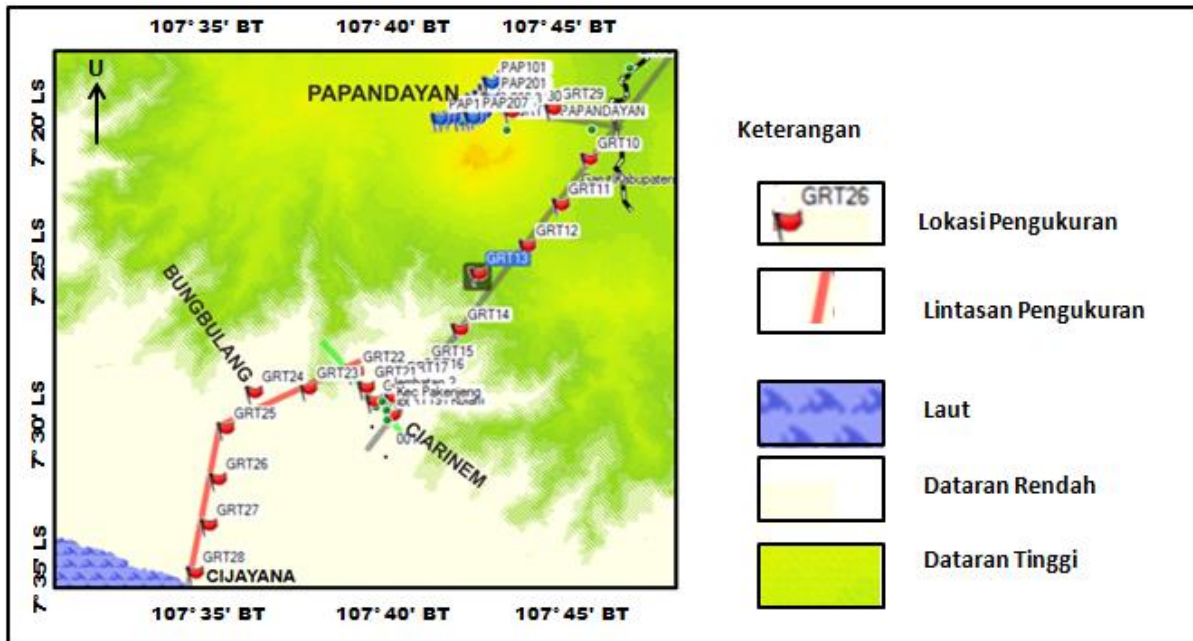 107° 35' BT 107° 40' BT 107° 45' BT
U
7° 20' LS
7° 25' LS
7° 30' LS
7° 35' LS
PAPANDAYAN
PAP101
PAP201
GRT29
PAP1 PAP207
PAPANDAYAN
GRT10
Kabupaten
GRT11
GRT12
GRT13
GRT14
GRT15
BUNGBULANG
GRT22
GRT17
GRT23
GRT21
GRT24
Kec Pakenjeng
GRT25
CIARINEM
GRT26
GRT27
GRT28
CIJAYANA
107° 35' BT 107° 40' BT 107° 45' BT
Keterangan
GRT26
Lokasi Pengukuran
Lintasan Pengukuran
Laut
Dataran Rendah
Dataran Tinggi